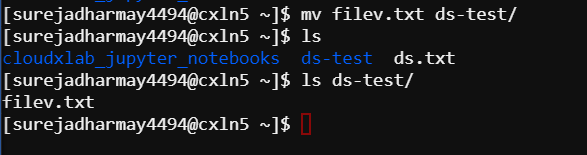 [surejadharmay4494@cxln5 ~]$ mv filev.txt ds-test/
[surejadharmay4494@cxln5 ~]$ ls
cloudxlab_jupyter_notebooks  ds-test  ds.txt
[surejadharmay4494@cxln5 ~]$ ls ds-test/
filev.txt
[surejadharmay4494@cxln5 ~]$